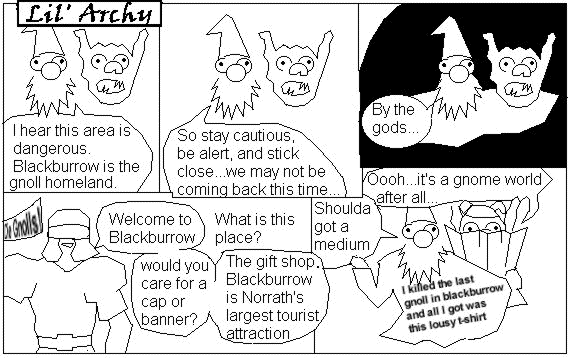 Lil' Archy
I hear this area is
dangerous.
Blackburrow is the
gnoll homeland.
So stay cautious,
be alert, and stick
close...we may not be
coming back this time...
By the
gods...
Gnolls!
Welcome to
Blackburrow
What is this
place?
would you
care for a
cap or
banner?
The gift shop.
Blackburrow
is Norrath's
largest tourist
attraction
Oooh...it's a gnome world
after all...
Shoulda
got a
medium
I killed the last
gnoll in blackburrow
and all I got was
this lousy t-shirt